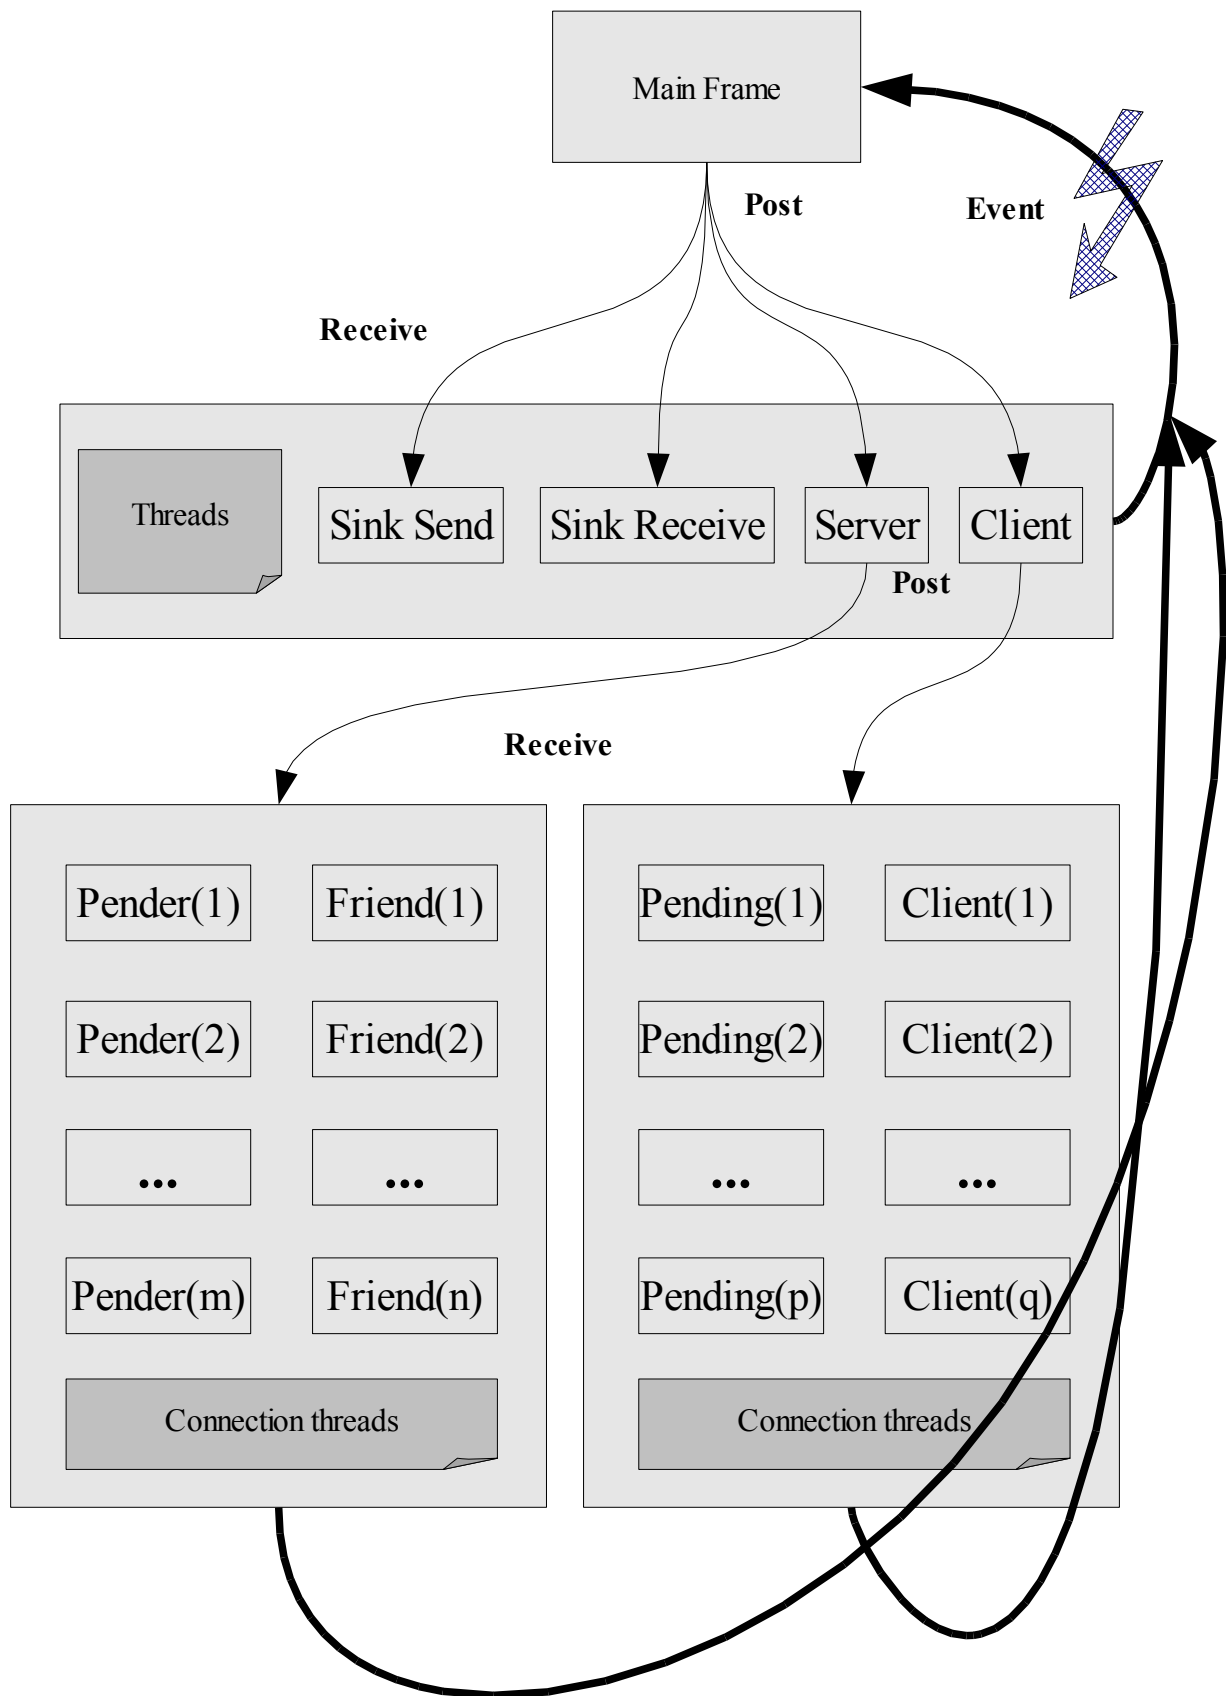 Main Frame
Post
Event
Receive
Threads
Sink Send
Sink Receive
Server
Client
Post
Receive
Pender(1)
Friend(1)
Pending(1)
Client(1)
Pender(2)
Friend(2)
Pending(2)
Client(2)
...
...
...
...
Pender(m)
Friend(n)
Pending(p)
Client(q)
Connection threads
Connection threads